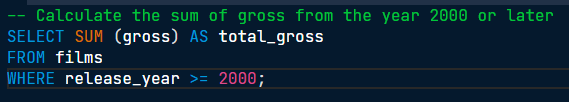 -- Calculate the sum of gross from the year 2000 or later
SELECT SUM (gross) AS total_gross
FROM films
WHERE release_year >= 2000;